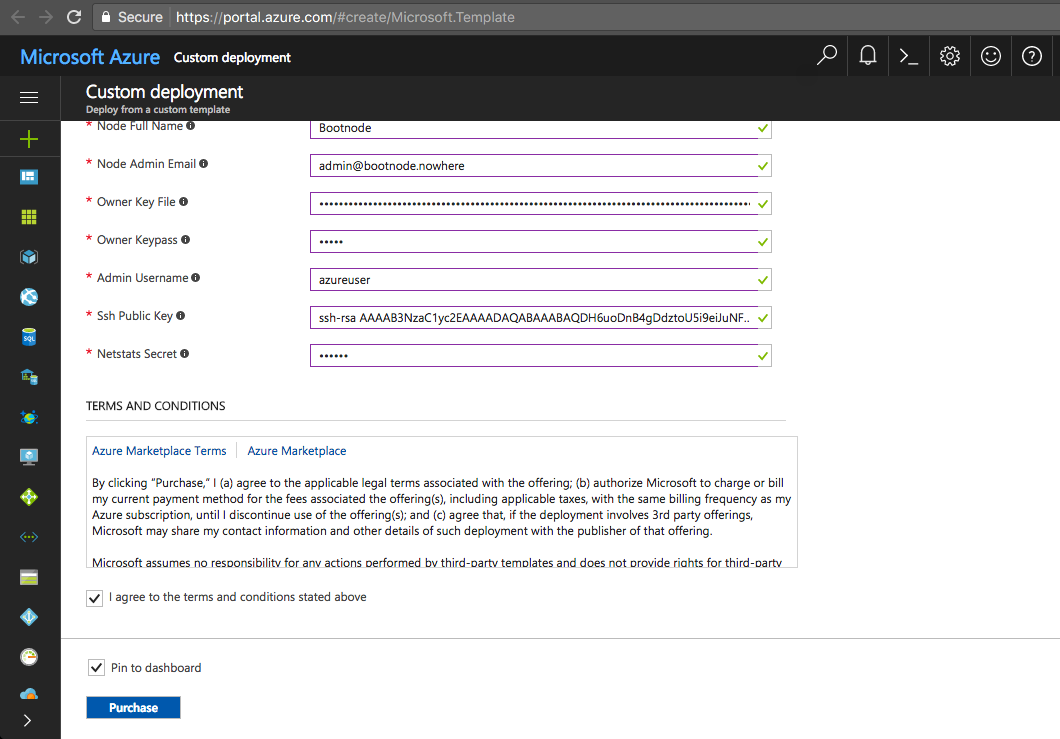 Secure https://portal.azure.com/#create/Microsoft.Template
Microsoft Azure Custom deployment
Custom deployment
Deploy from a custom template
* Node Full Name Bootnode
* Node Admin Email admin@bootnode.nowhere
* Owner Key File
* Owner Keypass •••••
* Admin Username azureuser
* Ssh Public Key ssh-rsa AAAAB3NzaC1yc2EAAAADAQABAAABAQDH6uoDnB4gDdztoU5i9eiJuNF...
* Netstats Secret ••••••
TERMS AND CONDITIONS
Azure Marketplace Terms Azure Marketplace
By clicking "Purchase," I (a) agree to the applicable legal terms associated with the offering; (b) authorize Microsoft to charge or bill
my current payment method for the fees associated the offering(s), including applicable taxes, with the same billing frequency as my
Azure subscription, until I discontinue use of the offering(s); and (c) agree that, if the deployment involves 3rd party offerings,
Microsoft may share my contact information and other details of such deployment with the publisher of that offering.
Microsoft assumes no responsibility for any actions performed by third-party templates and does not provide rights for third-party
I agree to the terms and conditions stated above
Pin to dashboard
Purchase